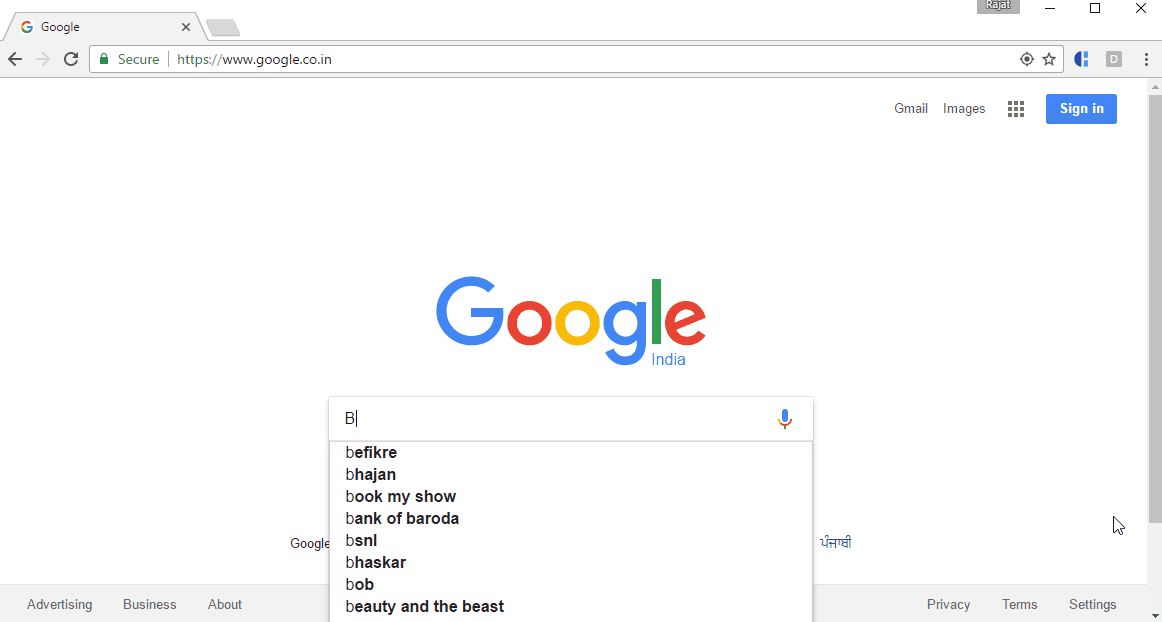 Rajat
Google
Secure https://www.google.co.in
D
Gmail Images Sign in
Google
India
B
befikre
bhajan
book my show
bank of baroda
bsnl
Google ਪੰਜਾਬੀ
bhaskar
bob
beauty and the beast
Advertising Business About Privacy Terms Settings